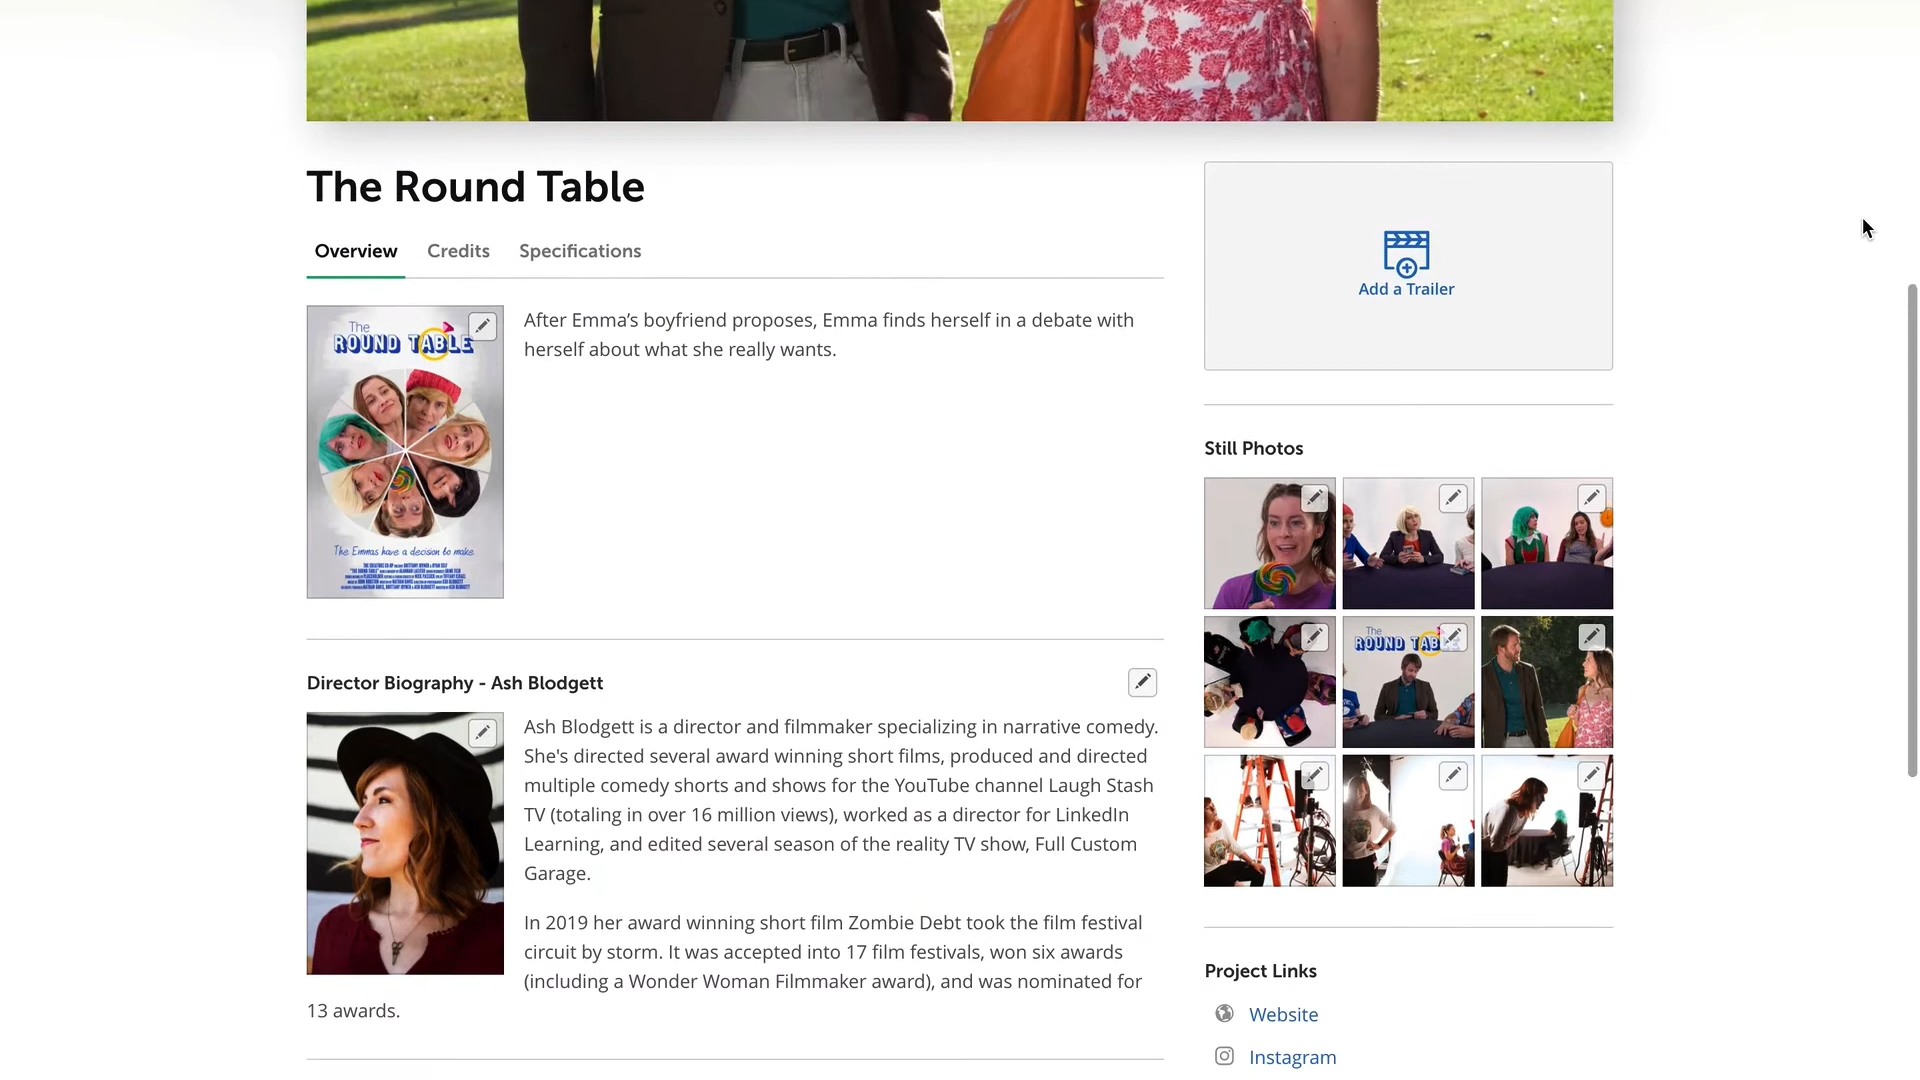 The Round Table
Overview
Credits
Specifications
The
ROUND TABLE
The Emmas have a decision to make.
After Emma’s boyfriend proposes, Emma finds herself in a debate with
herself about what she really wants.
Director Biography - Ash Blodgett
Ash Blodgett is a director and filmmaker specializing in narrative comedy.
She's directed several award winning short films, produced and directed
multiple comedy shorts and shows for the YouTube channel Laugh Stash
TV (totaling in over 16 million views), worked as a director for LinkedIn
Learning, and edited several season of the reality TV show, Full Custom
Garage.
In 2019 her award winning short film Zombie Debt took the film festival
circuit by storm. It was accepted into 17 film festivals, won six awards
(including a Wonder Woman Filmmaker award), and was nominated for
13 awards.
Add a Trailer
Still Photos
The
ROUND TAB
Project Links
Website
Instagram